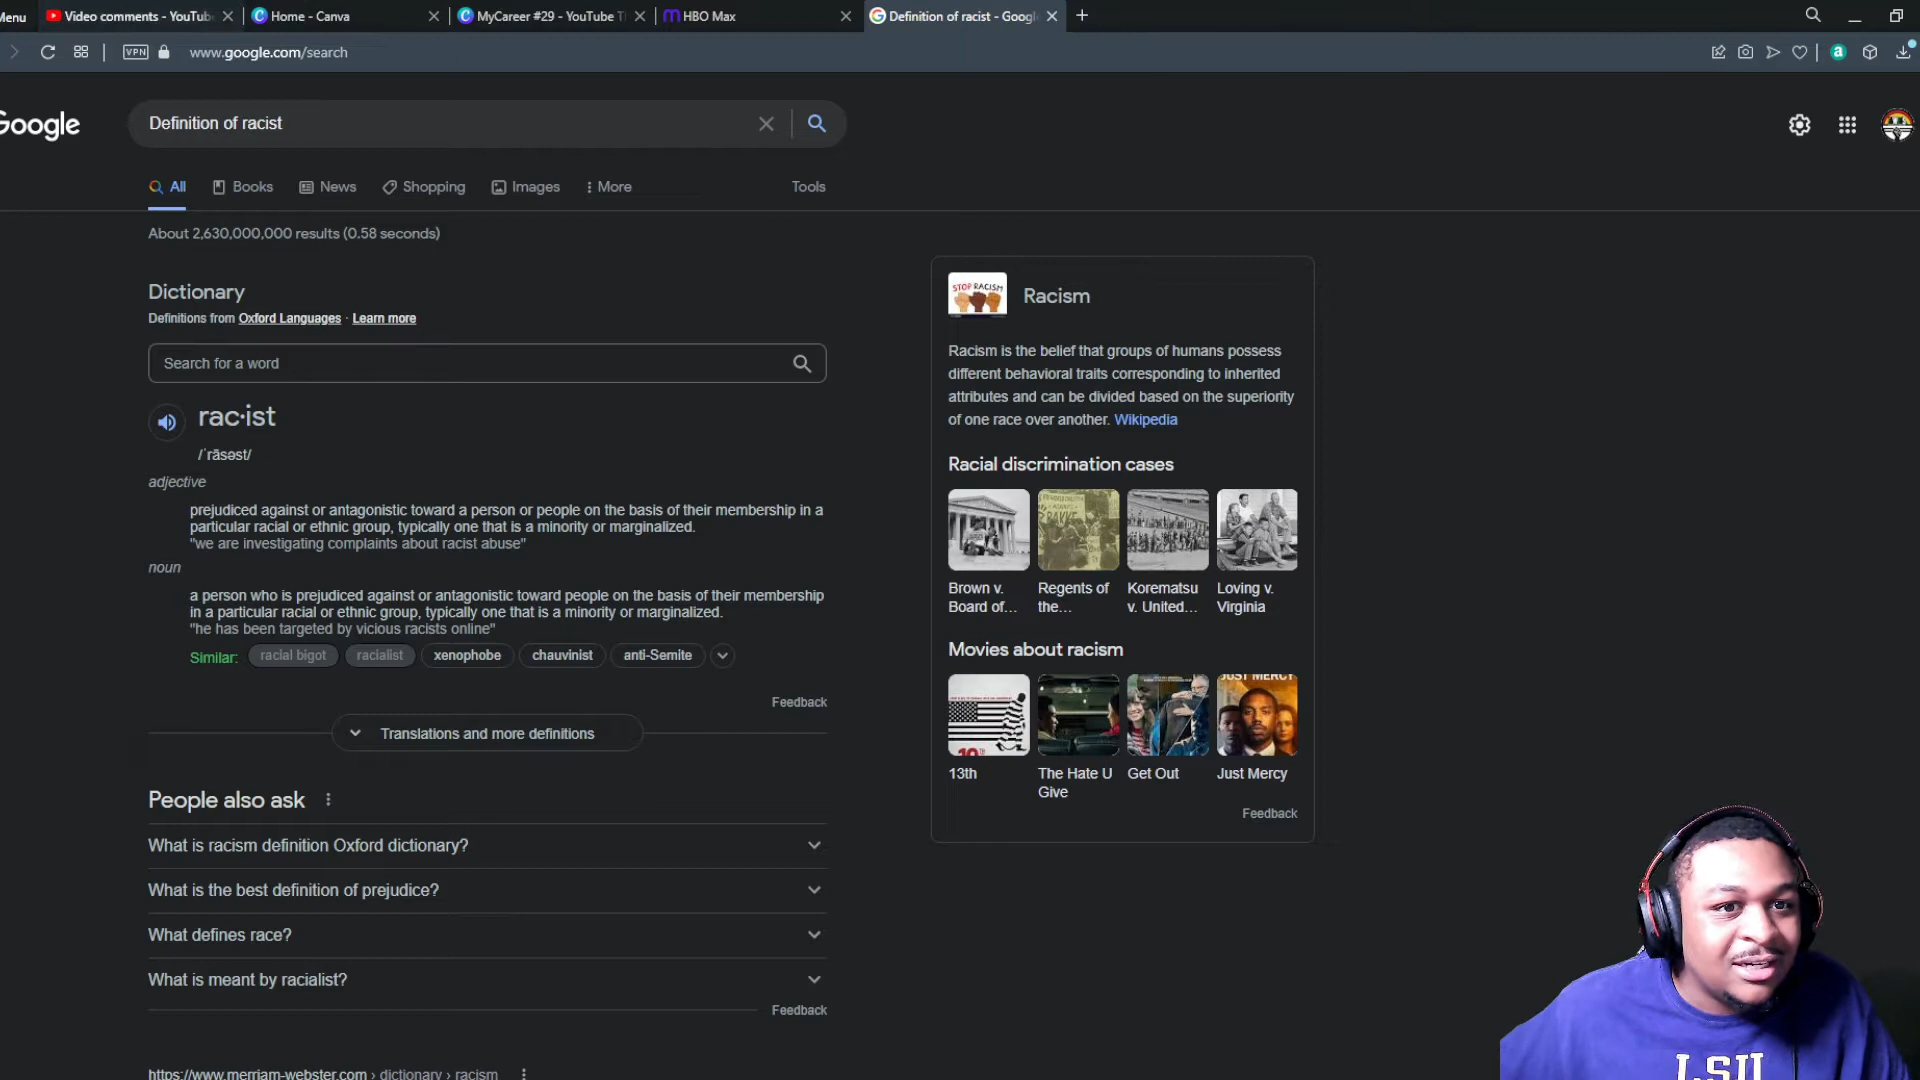 Menu
Video comments - YouTub
Home - Canva
MyCareer #29 - YouTube T
HBO Max
Definition of racist - Googl
VPN
www.google.com/search
a
Google
Definition of racist
All
Books
News
Shopping
Images
More
Tools
About 2,630,000,000 results (0.58 seconds)
Dictionary
Definitions from Oxford Languages · Learn more
Search for a word
rac·ist
/ˈrāsəst/
adjective
prejudiced against or antagonistic toward a person or people on the basis of their membership in a
particular racial or ethnic group, typically one that is a minority or marginalized.
"we are investigating complaints about racist abuse"
noun
a person who is prejudiced against or antagonistic toward people on the basis of their membership
in a particular racial or ethnic group, typically one that is a minority or marginalized.
"he has been targeted by vicious racists online"
Similar: racial bigot racialist xenophobe chauvinist anti-Semite
Feedback
Translations and more definitions
People also ask
What is racism definition Oxford dictionary?
What is the best definition of prejudice?
What defines race?
What is meant by racialist?
Feedback
https://www.merriam-webster.com › dictionary › racism
STOP RACISM
Racism
Racism is the belief that groups of humans possess
different behavioral traits corresponding to inherited
attributes and can be divided based on the superiority
of one race over another. Wikipedia
Racial discrimination cases
BAKKE
Brown v.
Board of...
Regents of
the...
Korematsu
v. United...
Loving v.
Virginia
Movies about racism
JUST MERCY
13th
The Hate U
Give
Get Out
Just Mercy
Feedback
LSU